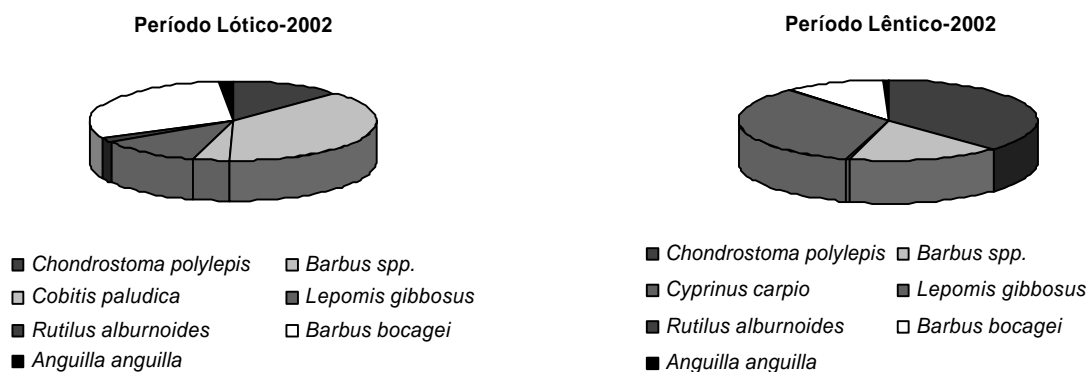 Período Lótico-2002
Chondrostoma polylepis Barbus spp.
Cobitis paludica Lepomis gibbosus
Rutilus alburnoides Barbus bocagei
Anguilla anguilla
Período Lêntico-2002
Chondrostoma polylepis Barbus spp.
Cyprinus carpio Lepomis gibbosus
Rutilus alburnoides Barbus bocagei
Anguilla anguilla